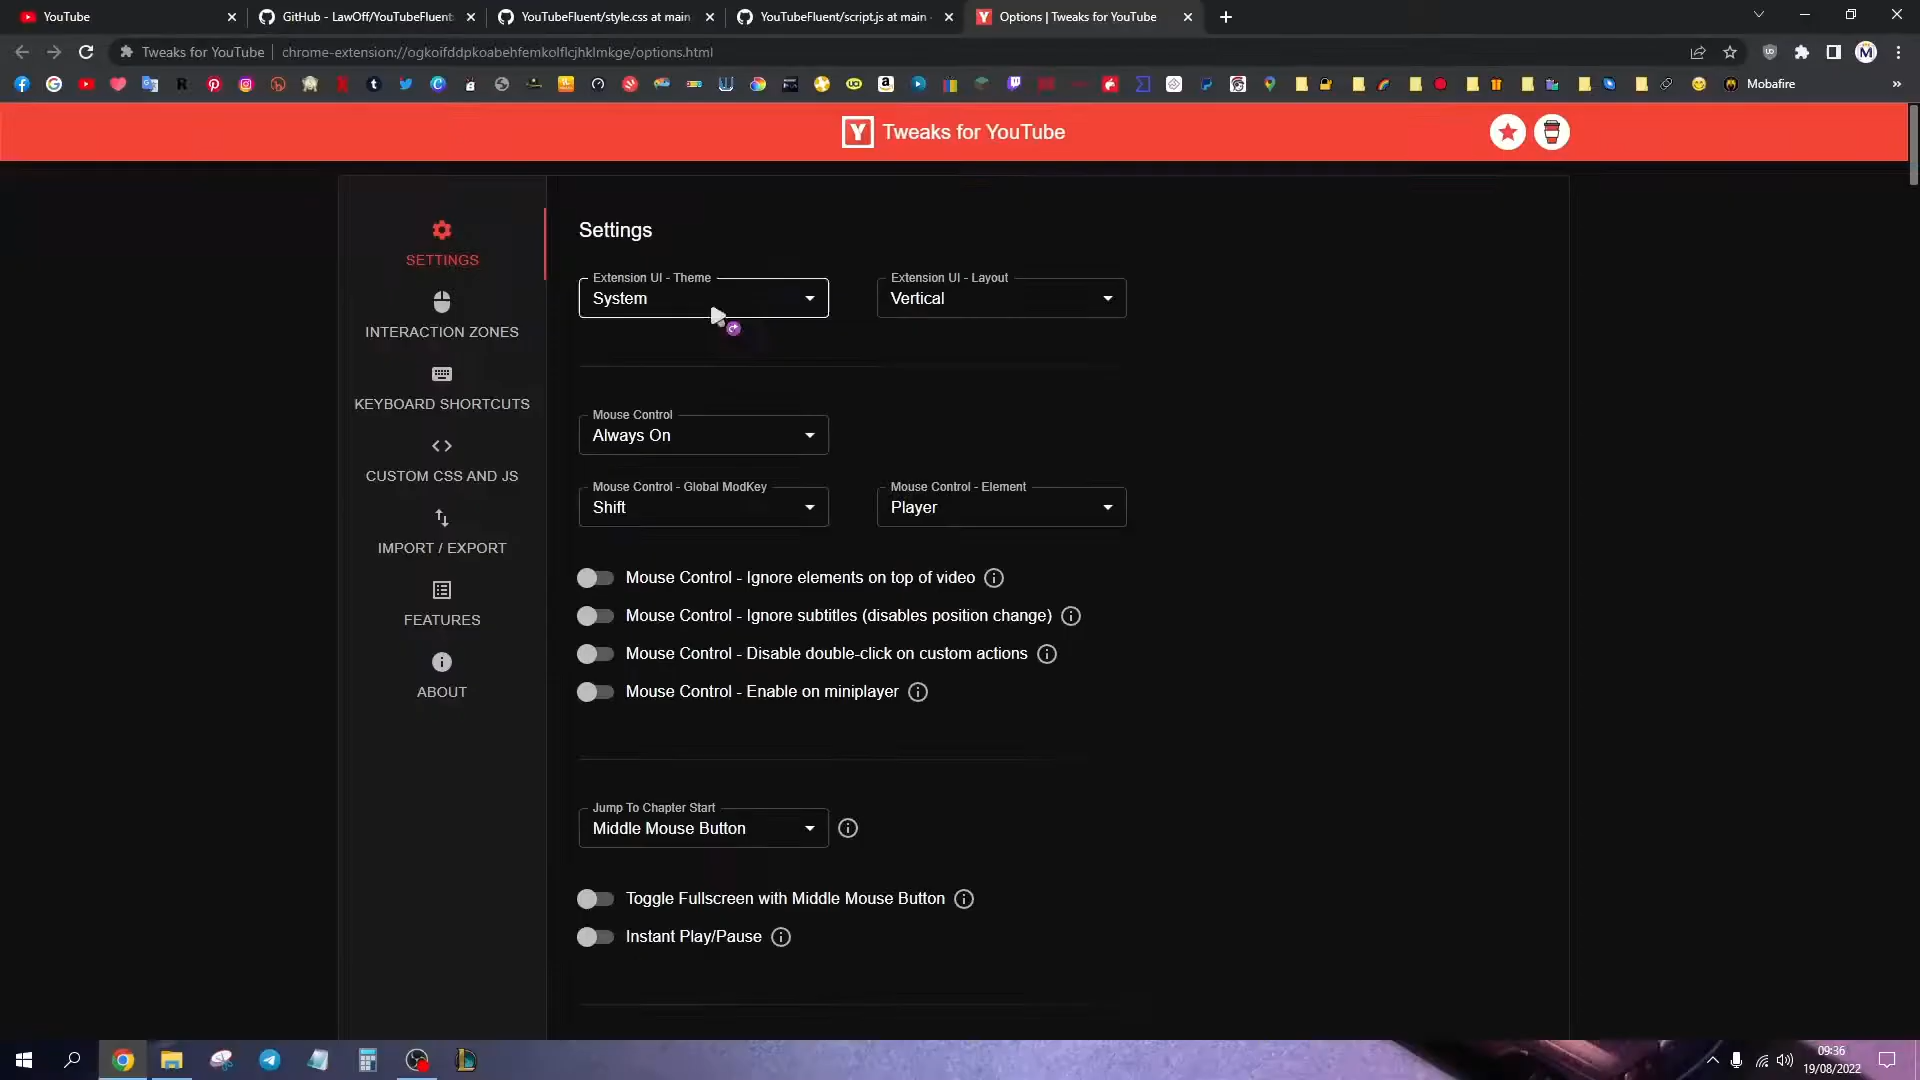 YouTube
GitHub - LawOff/YouTubeFluent
YouTubeFluent/style.css at main
YouTubeFluent/script.js at main
Options | Tweaks for YouTube
Tweaks for YouTube
chrome-extension://ogkoifddpkoabehfemkolflcjhklmkge/options.html
Mobafire
Tweaks for YouTube
SETTINGS
INTERACTION ZONES
KEYBOARD SHORTCUTS
CUSTOM CSS AND JS
IMPORT / EXPORT
FEATURES
ABOUT
Settings
Extension UI - Theme
System
Extension UI - Layout
Vertical
Mouse Control
Always On
Mouse Control - Global ModKey
Shift
Mouse Control - Element
Player
Mouse Control - Ignore elements on top of video
Mouse Control - Ignore subtitles (disables position change)
Mouse Control - Disable double-click on custom actions
Mouse Control - Enable on miniplayer
Jump To Chapter Start
Middle Mouse Button
Toggle Fullscreen with Middle Mouse Button
Instant Play/Pause
09:36
19/08/2022